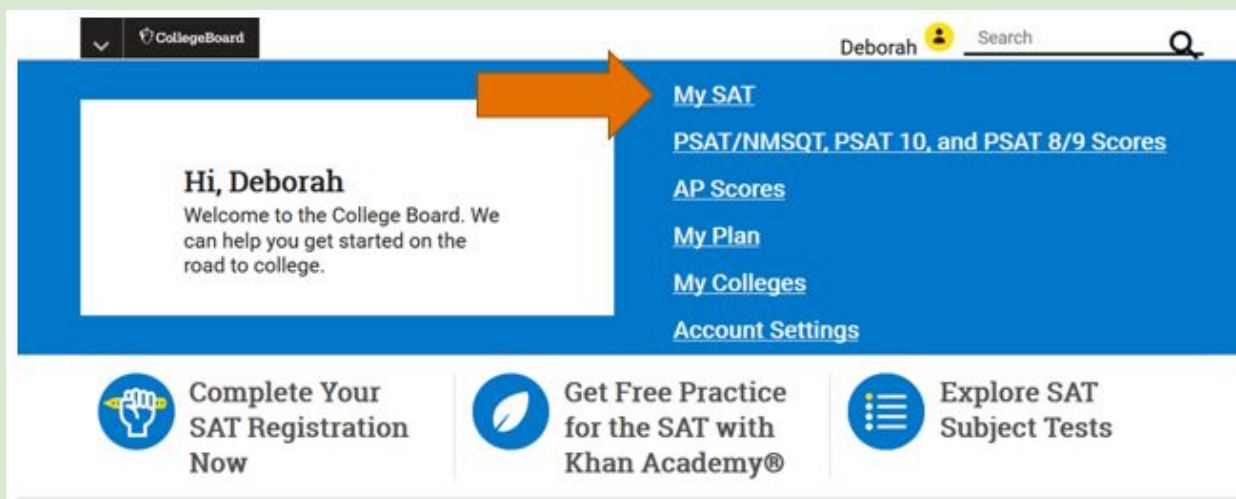 CollegeBoard
Deborah
Search
My SAT
PSAT/NMSQT, PSAT 10, and PSAT 8/9 Scores
AP Scores
My Plan
My Colleges
Account Settings
Hi, Deborah
Welcome to the College Board. We
can help you get started on the
road to college.
Complete Your
SAT Registration
Now
Get Free Practice
for the SAT with
Khan Academy®
Explore SAT
Subject Tests